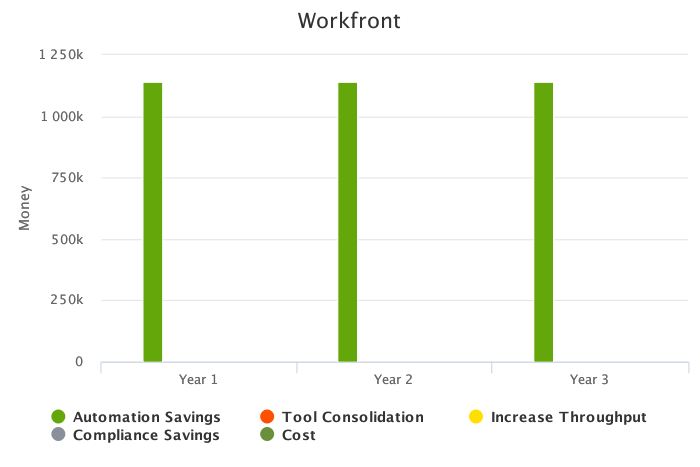 Workfront
1 250k
1 000k
750k
500k
250k
0
Money
Year 1 Year 2 Year 3
Automation Savings Tool Consolidation Increase Throughput
Compliance Savings Cost